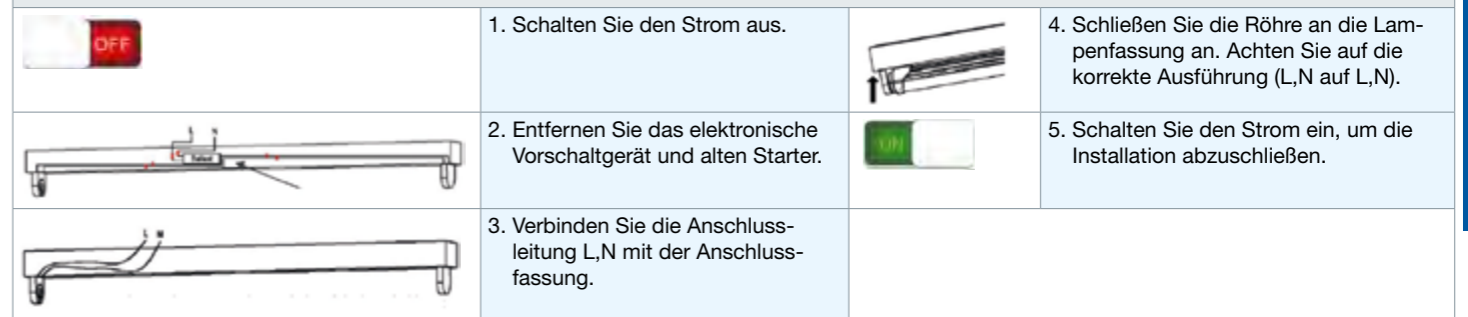 OFF
1. Schalten Sie den Strom aus.
L N
2. Entfernen Sie das elektronische
Vorschaltgerät und alten Starter.
L N
3. Verbinden Sie die Anschluss-
leitung L,N mit der Anschluss-
fassung.
4. Schließen Sie die Röhre an die Lam-
penfassung an. Achten Sie auf die
korrekte Ausführung (L,N auf L,N).
ON
5. Schalten Sie den Strom ein, um die
Installation abzuschließen.